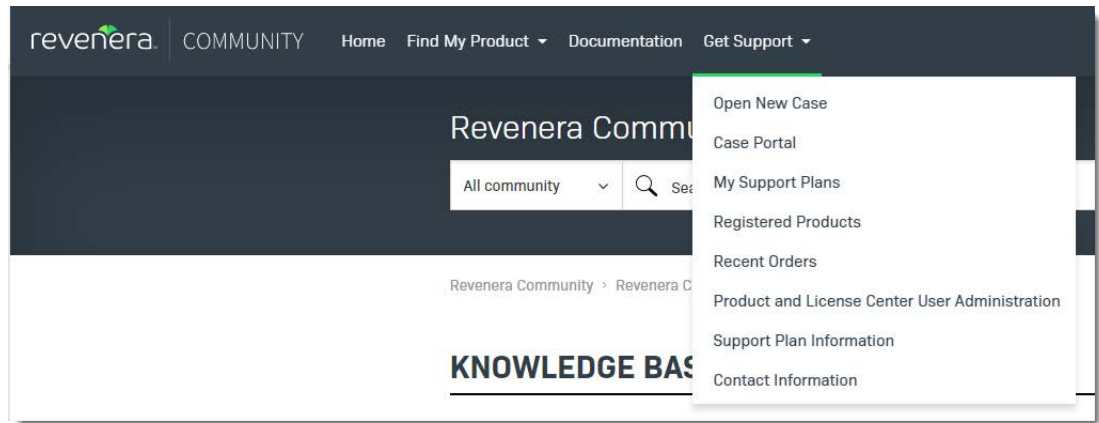 revenera. COMMUNITY Home Find My Product Documentation Get Support
Open New Case
Revenera
Case Portal
All community
My Support Plans
Registered Products
Recent Orders
Revenera Community › Revenera
Product and License Center User Administration
Support Plan Information
KNOWLEDGE
Contact Information